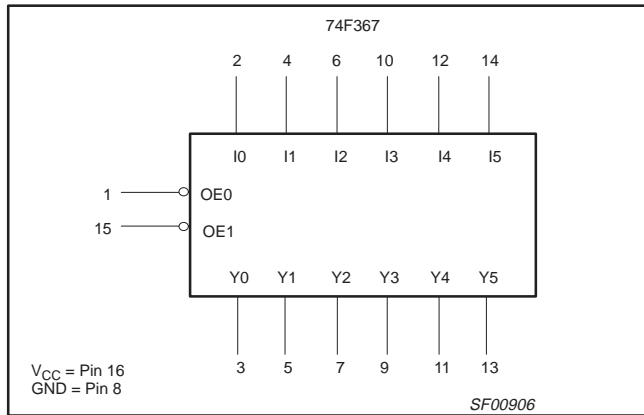 74F367
2 4 6 10 12 14
I0 I1 I2 I3 I4 I5
1 OE0
15 OE1
Y0 Y1 Y2 Y3 Y4 Y5
3 5 7 9 11 13
VCC = Pin 16
GND = Pin 8
SF00906